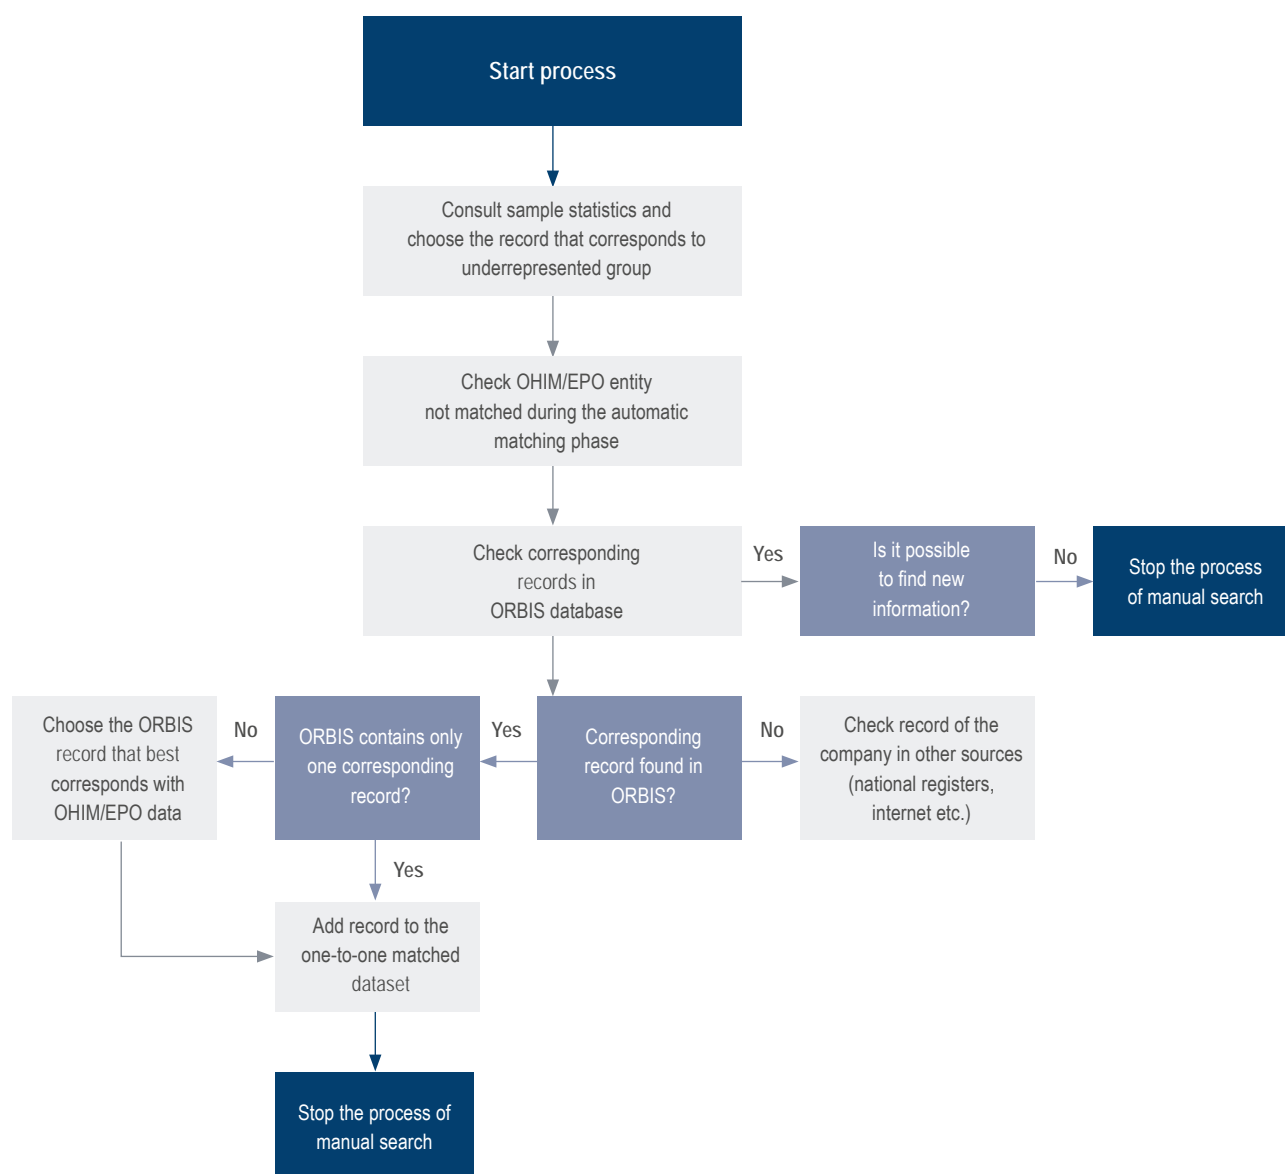 Start process
Consult sample statistics and
choose the record that corresponds to
underrepresented group
Check OHIM/EPO entity
not matched during the automatic
matching phase
Check corresponding
records in
ORBIS database
Yes
Is it possible
to find new
information?
No
Stop the process
of manual search
Choose the ORBIS
record that best
corresponds with
OHIM/EPO data
No
ORBIS contains only
one corresponding
record?
Yes
Corresponding
record found in
ORBIS?
No
Check record of the
company in other sources
(national registers,
internet etc.)
Yes
Add record to the
one-to-one matched
dataset
Stop the process of
manual search